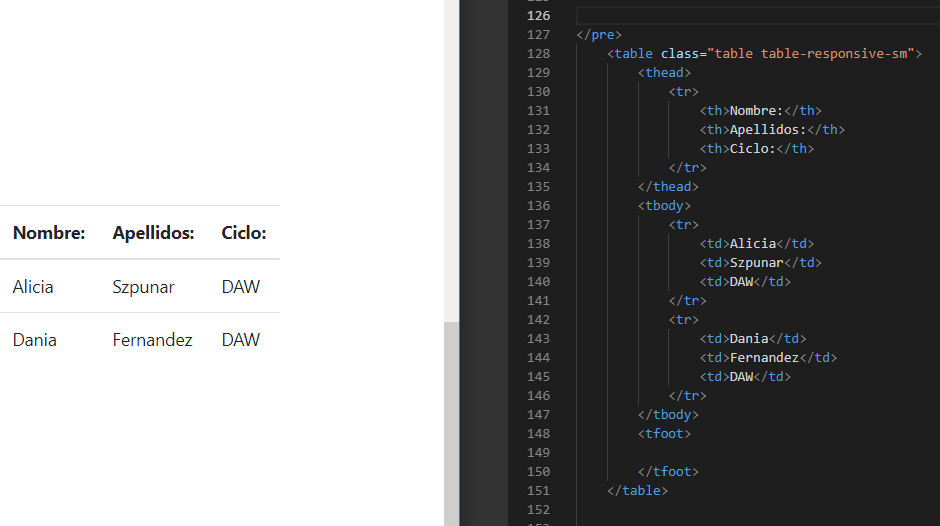 Nombre: Apellidos: Ciclo:
Alicia Szpunar DAW
Dania Fernandez DAW
126
127 </pre>
128 <table class="table table-responsive-sm">
129 <thead>
130 <tr>
131 <th>Nombre:</th>
132 <th>Apellidos:</th>
133 <th>Ciclo:</th>
134 </tr>
135 </thead>
136 <tbody>
137 <tr>
138 <td>Alicia</td>
139 <td>Szpunar</td>
140 <td>DAW</td>
141 </tr>
142 <tr>
143 <td>Dania</td>
144 <td>Fernandez</td>
145 <td>DAW</td>
146 </tr>
147 </tbody>
148 <tfoot>
149
150 </tfoot>
151 </table>
152